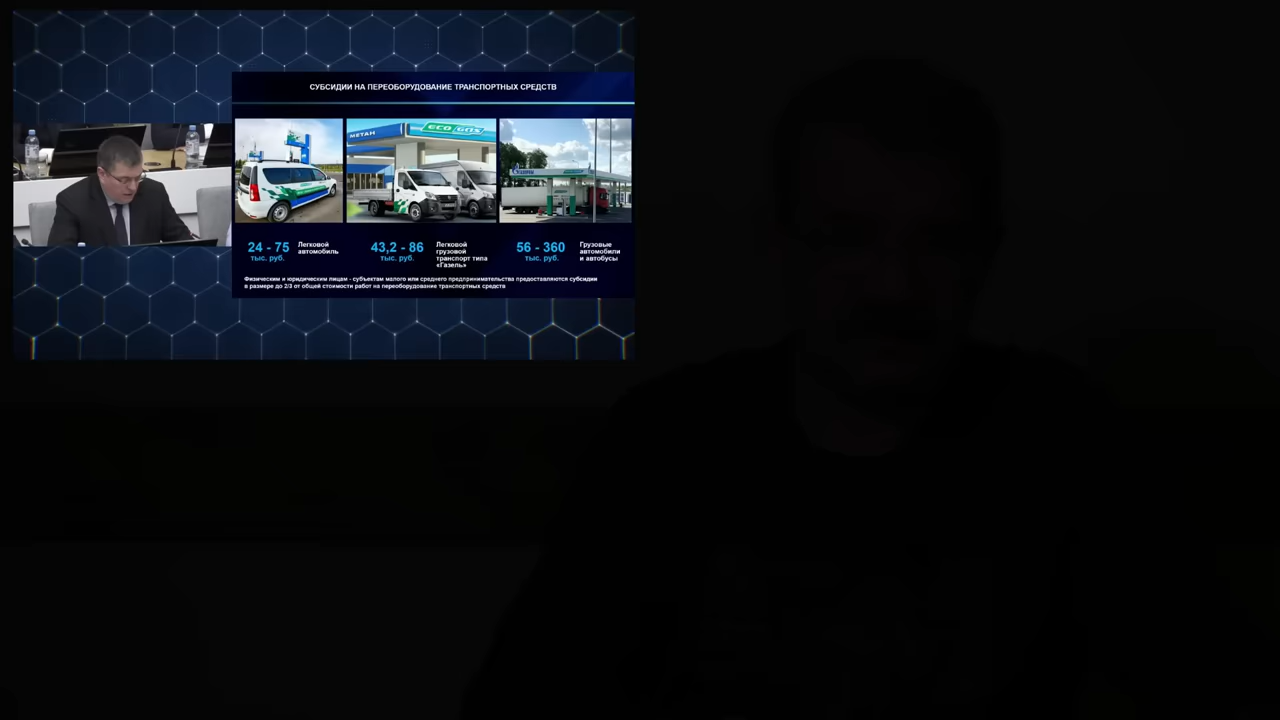 СУБСИДИИ НА ПЕРЕОБОРУДОВАНИЕ ТРАНСПОРТНЫХ СРЕДСТВ
МЕТАН
ECO GAS
24 - 75
тыс. руб.
Легковой
автомобиль
43,2 - 86
тыс. руб.
Легковой
грузовой
транспорт типа
«Газель»
56 - 360
тыс. руб.
Грузовые
автомобили
и автобусы
Физическим и юридическим лицам - субъектам малого или среднего предпринимательства предоставляются субсидии
в размере до 2/3 от общей стоимости работ на переоборудование транспортных средств